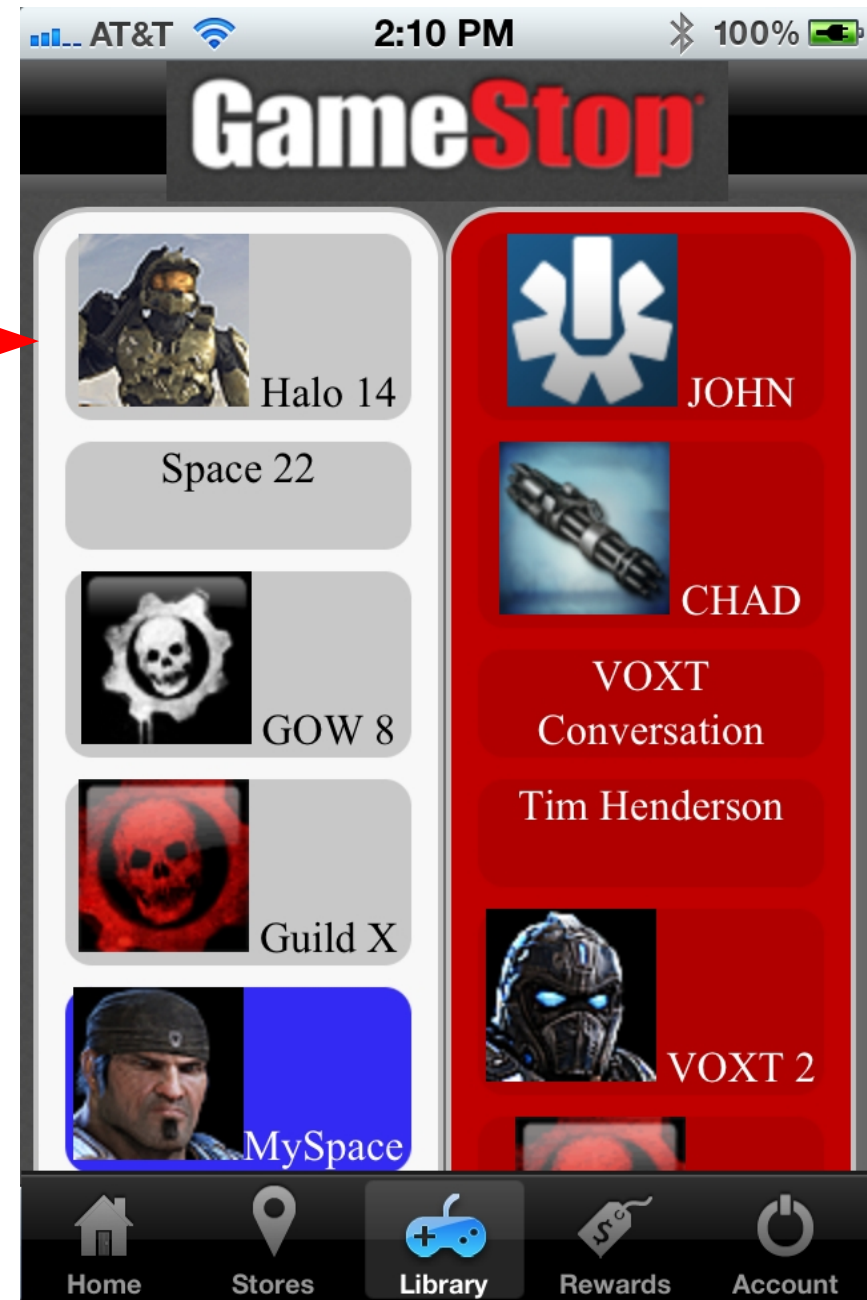 AT&T 2:10 PM 100%
GameStop
Halo 14
Space 22
GOW 8
Guild X
MySpace
JOHN
CHAD
VOXT
Conversation
Tim Henderson
VOXT 2
Home Stores Library Rewards Account